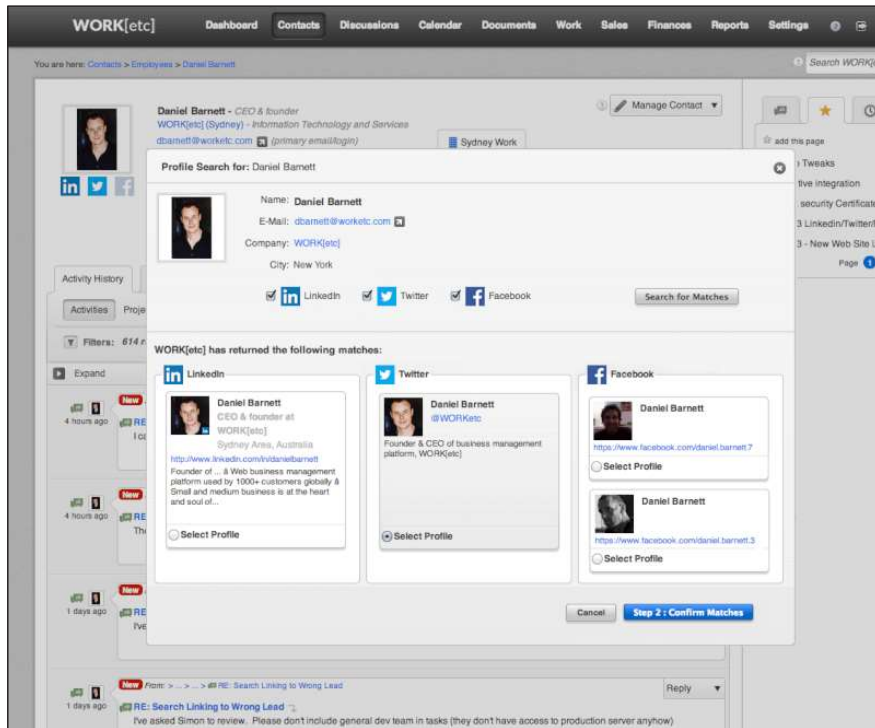 WORK[etc]
Dashboard Contacts Discussions Calendar Documents Work Sales Finances Reports Settings
You are here: Contacts > Employees > Daniel Barnett
Search WORK[e
Daniel Barnett - CEO & founder
WORK[etc] (Sydney) - Information Technology and Services
dbarnett@worketc.com (primary email/login)
Manage Contact
Sydney Work
add this page
Tweaks
tive integration
security Certificate
3 Linkedin/Twitter/
3 - New Web Site L
Page 1
Activity History
Activities Proje
Filters: 614 r
Expand
Profile Search for: Daniel Barnett
Name: Daniel Barnett
E-Mail: dbarnett@worketc.com
Company: WORK[etc]
City: New York
in LinkedIn Twitter f Facebook
Search for Matches
WORK[etc] has returned the following matches:
in LinkedIn
Daniel Barnett
CEO & founder at
WORK[etc]
Sydney Area, Australia
http://www.linkedin.com/in/danielbarnett
Founder of ... â Web business management
platform used by 1000+ customers globally â
Small and medium business is at the heart
and soul of...
Select Profile
Twitter
Daniel Barnett
@WORKetc
Founder & CEO of business management
platform, WORK[etc]
Select Profile
f Facebook
Daniel Barnett
https://www.facebook.com/daniel.barnett.7
Select Profile
Daniel Barnett
https://www.facebook.com/daniel.barnett.3
Select Profile
Cancel
Step 2 : Confirm Matches
New
4 hours ago
RE
I ca
New
4 hours ago
RE
Tho
New
1 days ago
RE
I've
New From: > ... > ... > RE: Search Linking to Wrong Lead
Reply
1 days ago
RE: Search Linking to Wrong Lead
I've asked Simon to review. Please don't include general dev team in tasks (they don't have access to production server anyhow)